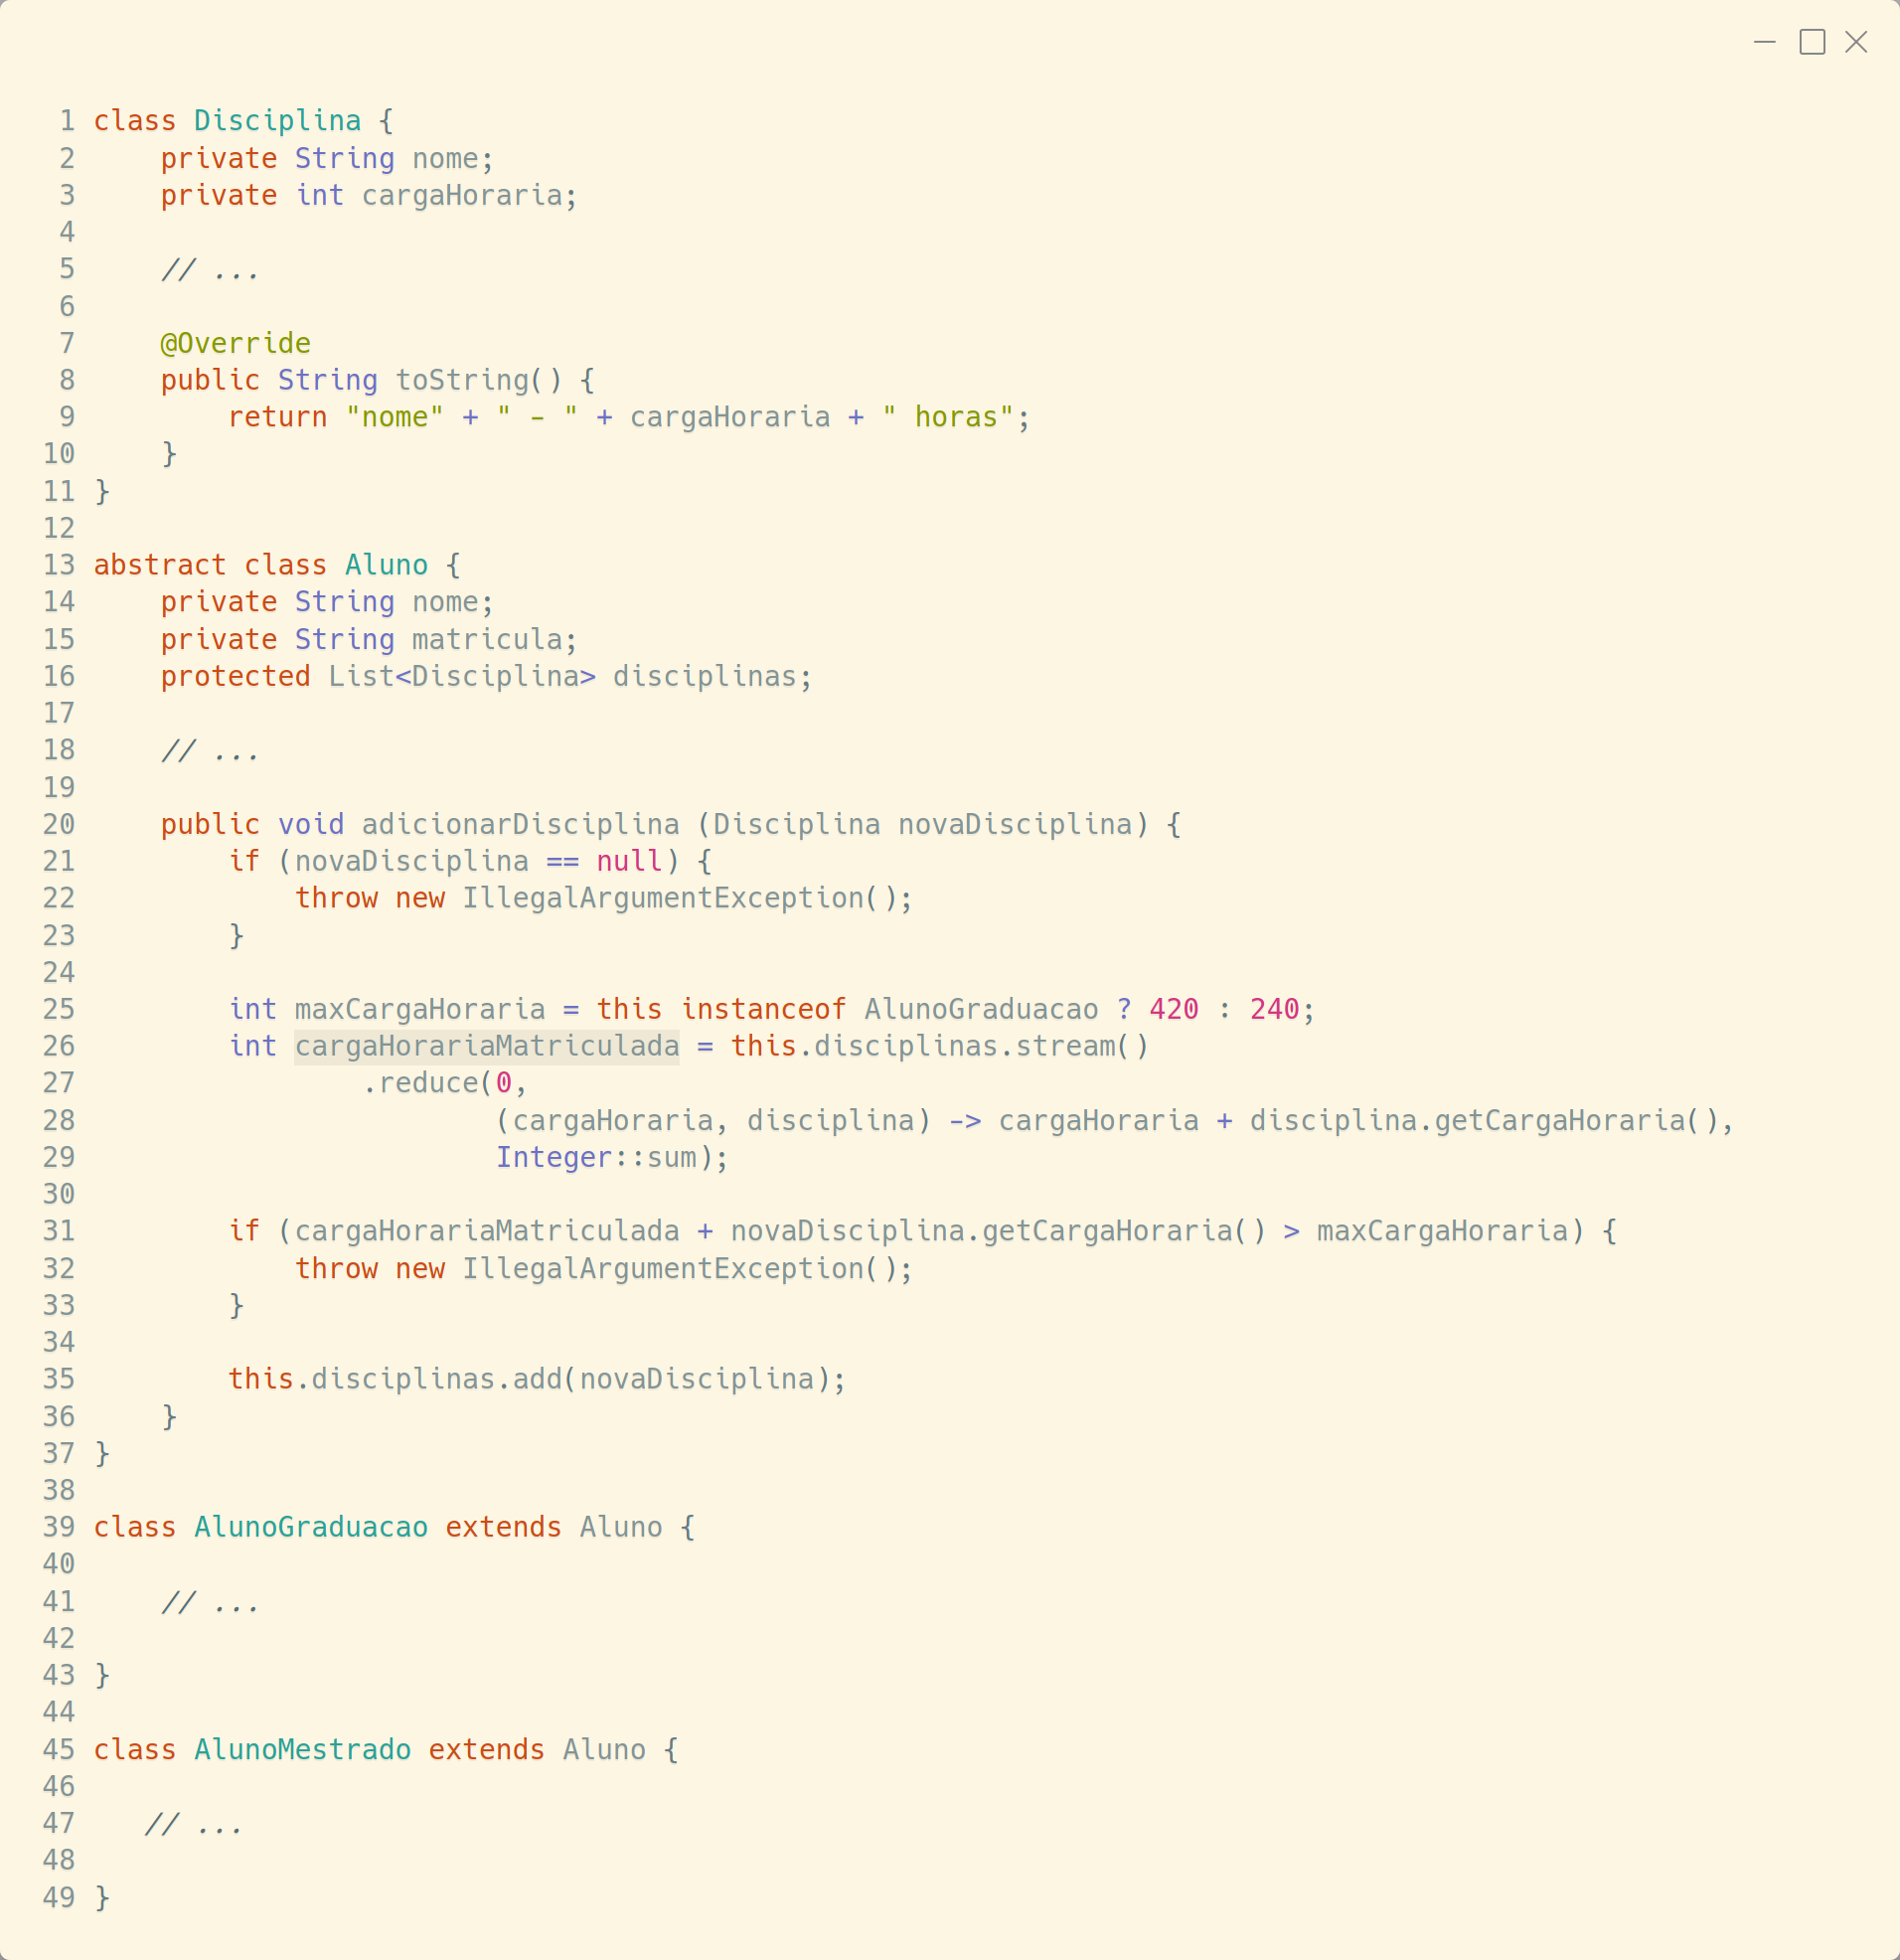 1 class Disciplina {
2     private String nome;
3     private int cargaHoraria;
4
5     // ...
6
7     @Override
8     public String toString() {
9         return "nome" + " - " + cargaHoraria + " horas";
10     }
11 }
12
13 abstract class Aluno {
14     private String nome;
15     private String matricula;
16     protected List<Disciplina> disciplinas;
17
18     // ...
19
20     public void adicionarDisciplina (Disciplina novaDisciplina) {
21         if (novaDisciplina == null) {
22             throw new IllegalArgumentException();
23         }
24
25         int maxCargaHoraria = this instanceof AlunoGraduacao ? 420 : 240;
26         int cargaHorariaMatriculada = this.disciplinas.stream()
27                 .reduce(0,
28                         (cargaHoraria, disciplina) -> cargaHoraria + disciplina.getCargaHoraria(),
29                         Integer::sum);
30
31         if (cargaHorariaMatriculada + novaDisciplina.getCargaHoraria() > maxCargaHoraria) {
32             throw new IllegalArgumentException();
33         }
34
35         this.disciplinas.add(novaDisciplina);
36     }
37 }
38
39 class AlunoGraduacao extends Aluno {
40
41     // ...
42
43 }
44
45 class AlunoMestrado extends Aluno {
46
47    // ...
48
49 }